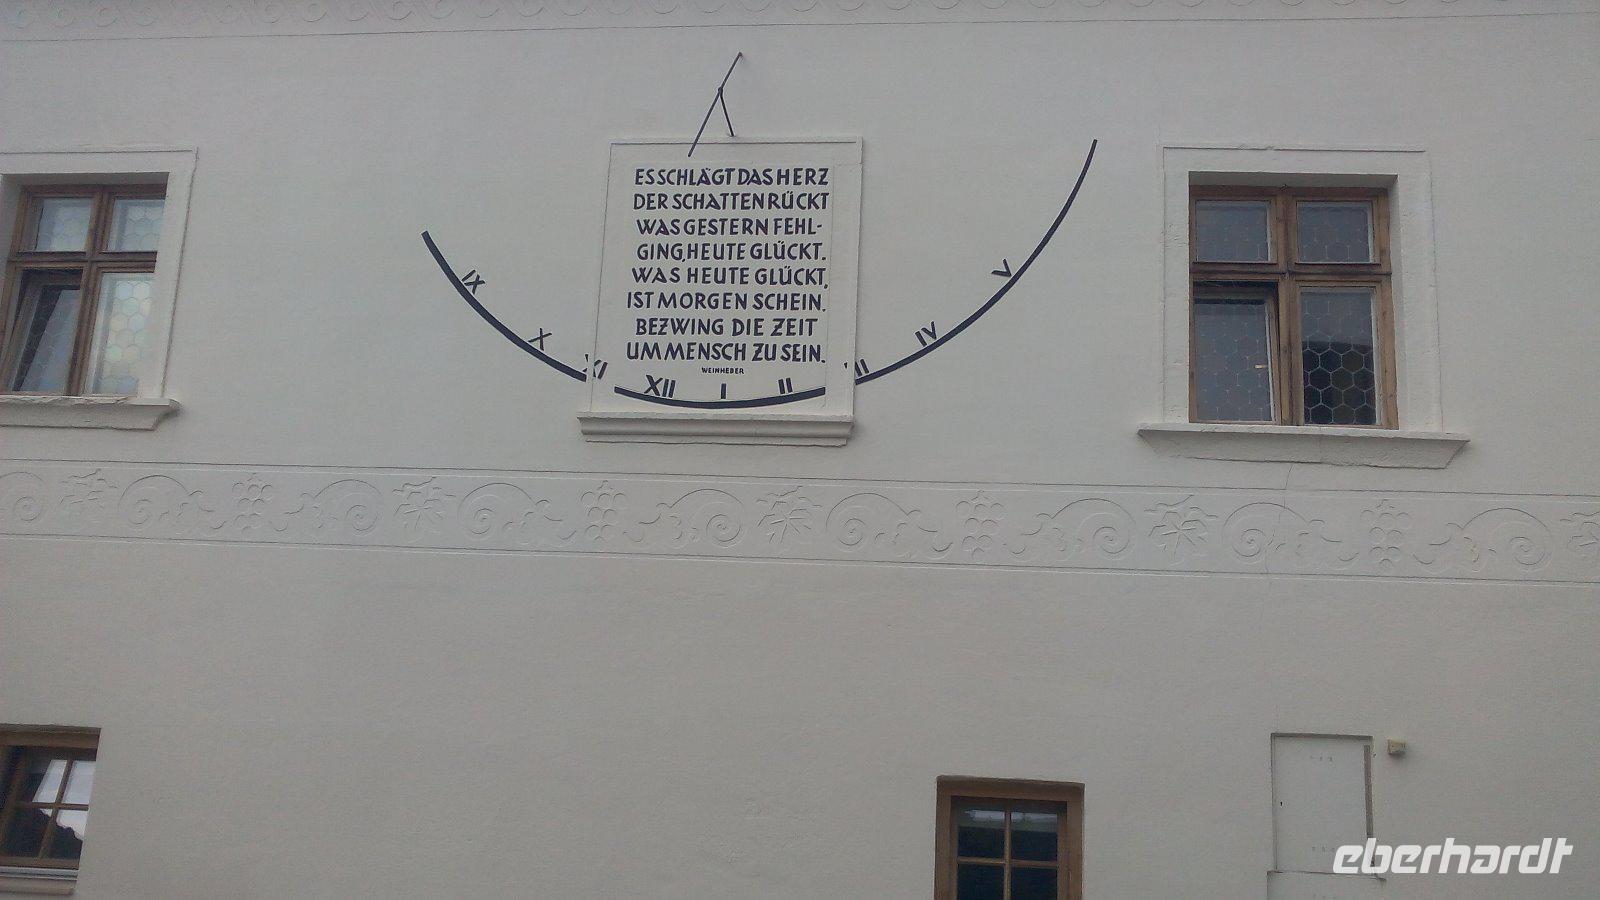 ES SCHLÄGT DAS HERZ
DER SCHATTEN RÜCKT
WAS GESTERN FEHL-
GING, HEUTE GLÜCKT.
WAS HEUTE GLÜCKT,
IST MORGEN SCHEIN.
BEZWING DIE ZEIT
UM MENSCH ZU SEIN.
WEINHEBER
IX
X
XI
XII
I
II
III
IV
V
eberhardt